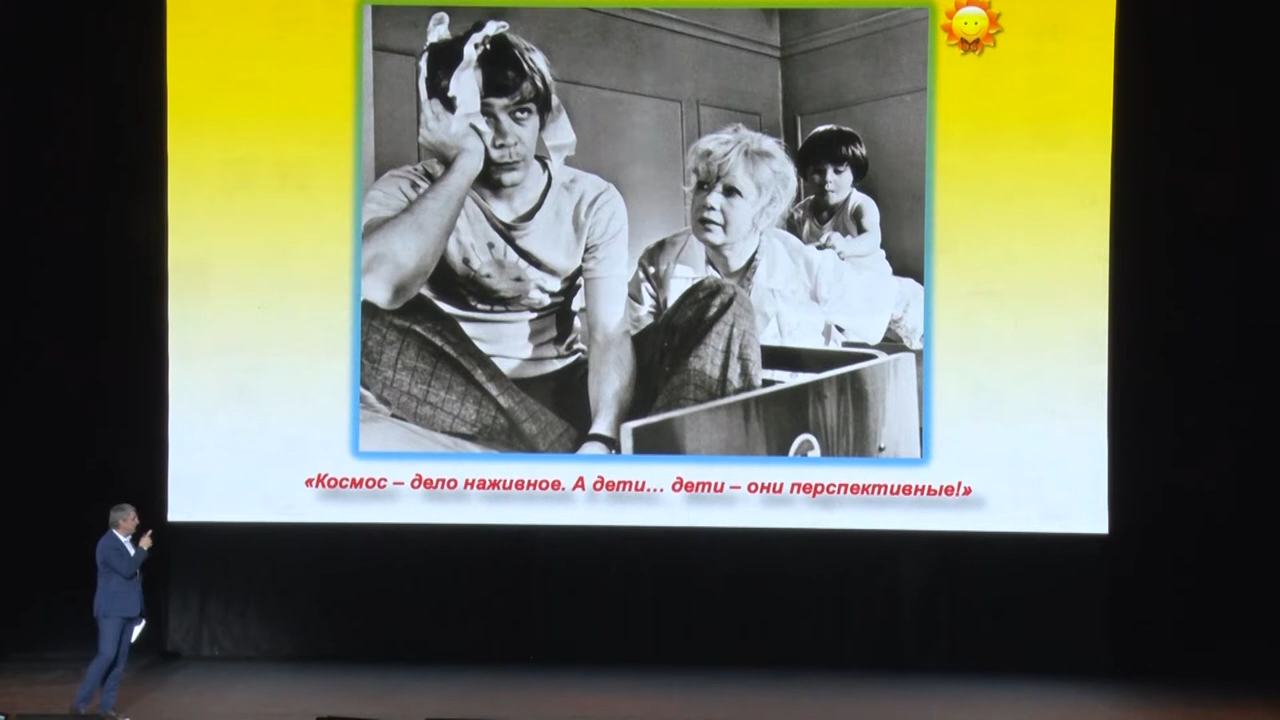 «Космос – дело наживное. А дети... дети – они перспективные!»